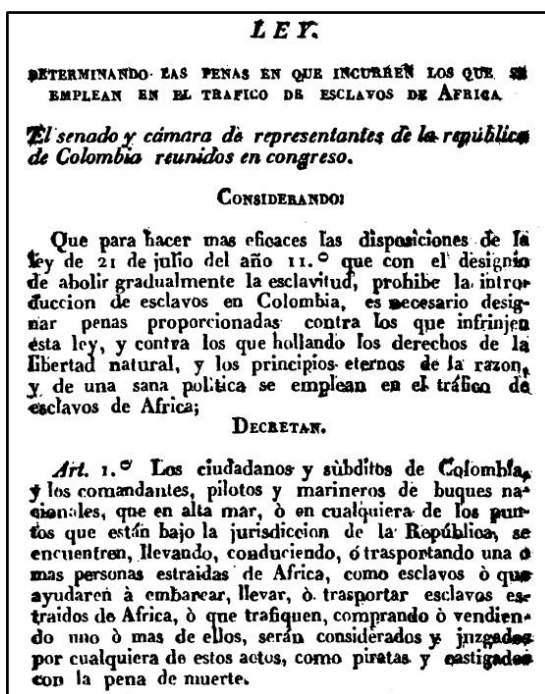 LEY.
DETERMINANDO LAS PENAS EN QUE INCURREN LOS QUE SE
EMPLEAN EN EL TRAFICO DE ESCLAVOS DE AFRICA.
El senado y cámara de representantes de la república
de Colombia reunidos en congreso.
CONSIDERANDO:
Que para hacer mas eficaces las disposiciones de la
ley de 21 de julio del año 11.º que con el designio
de abolir gradualmente la esclavitud, prohibe la intro-
duccion de esclavos en Colombia, es necesario desig-
nar penas proporcionadas contra los que infrinjen
esta ley, y contra los que hollando los derechos de la
libertad natural, y los principios eternos de la razon,
y de una sana política se emplean en el tráfico de
esclavos de Africa;
DECRETAN.
Art. 1.º Los ciudadanos y súbditos de Colombia,
y los comandantes, pilotos y marineros de buques na-
cionales, que en alta mar, ò en cualquiera de los pun-
tos que están bajo la jurisdiccion de la República, se
encuentren, llevando, conduciendo, ó trasportando una ó
mas personas estraidas de Africa, como esclavos ò que
ayudaren à embarcar, llevar, ò trasportar esclavos es-
traidos de Africa, ò que trafiquen, comprando ò vendien-
do uno ò mas de ellos, serán considerados y juzgados
por cualquiera de estos actos, como piratas y castigados
con la pena de muerte.